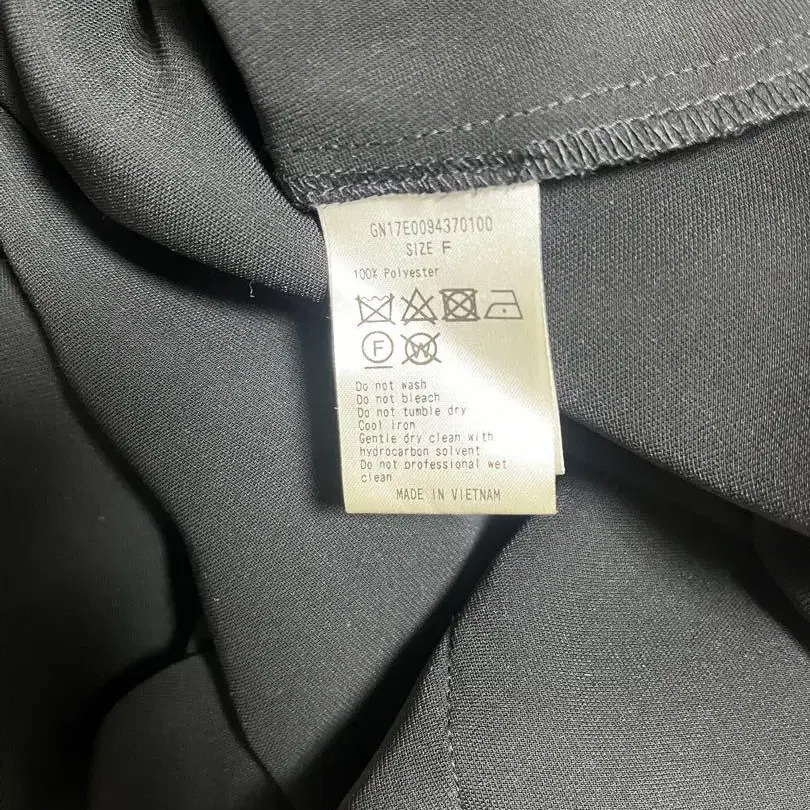 GN17E0094370100
SIZE F
100% Polyester
F W
Do not wash
Do not bleach
Do not tumble dry
Cool iron
Gentle dry clean with
hydrocarbon solvent
Do not professional wet
clean
MADE IN VIETNAM